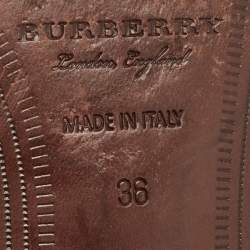 BURBERRY
London, England
MADE IN ITALY
36